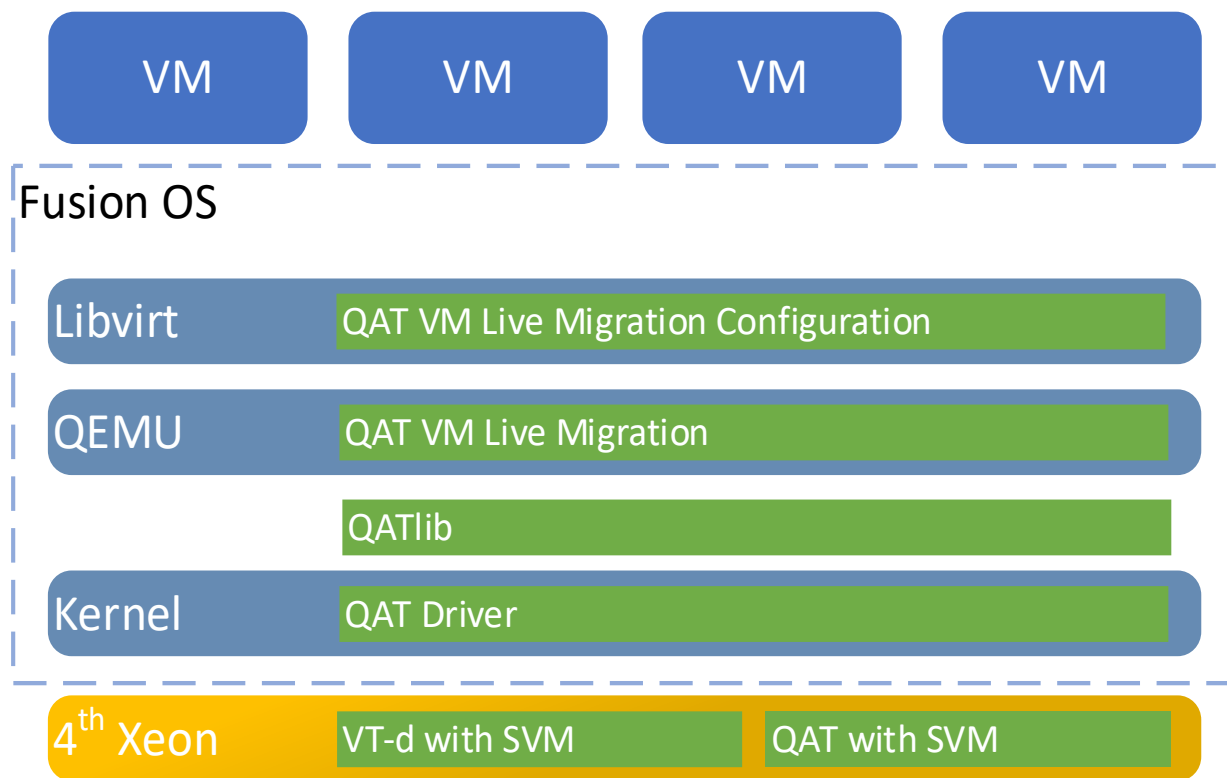 VM VM VM VM
Fusion OS
Libvirt QAT VM Live Migration Configuration
QEMU QAT VM Live Migration
QATlib
Kernel QAT Driver
4th Xeon VT-d with SVM QAT with SVM